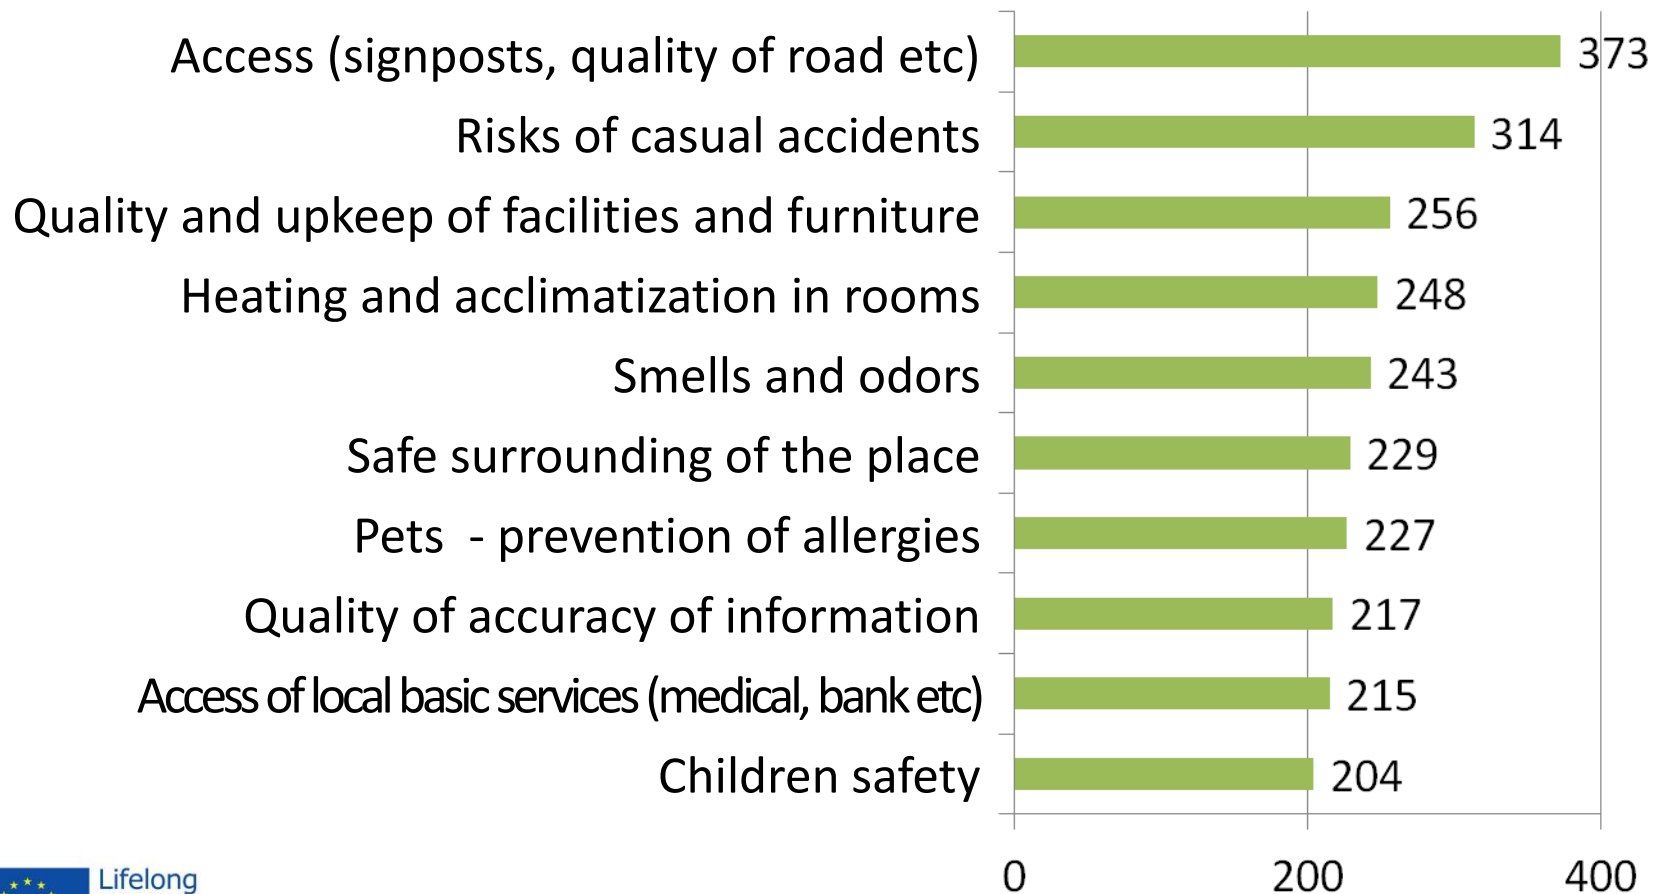 Access (signposts, quality of road etc) 373
Risks of casual accidents 314
Quality and upkeep of facilities and furniture 256
Heating and acclimatization in rooms 248
Smells and odors 243
Safe surrounding of the place 229
Pets  - prevention of allergies 227
Quality of accuracy of information 217
Access of local basic services (medical, bank etc) 215
Children safety 204
0 200 400
Lifelong